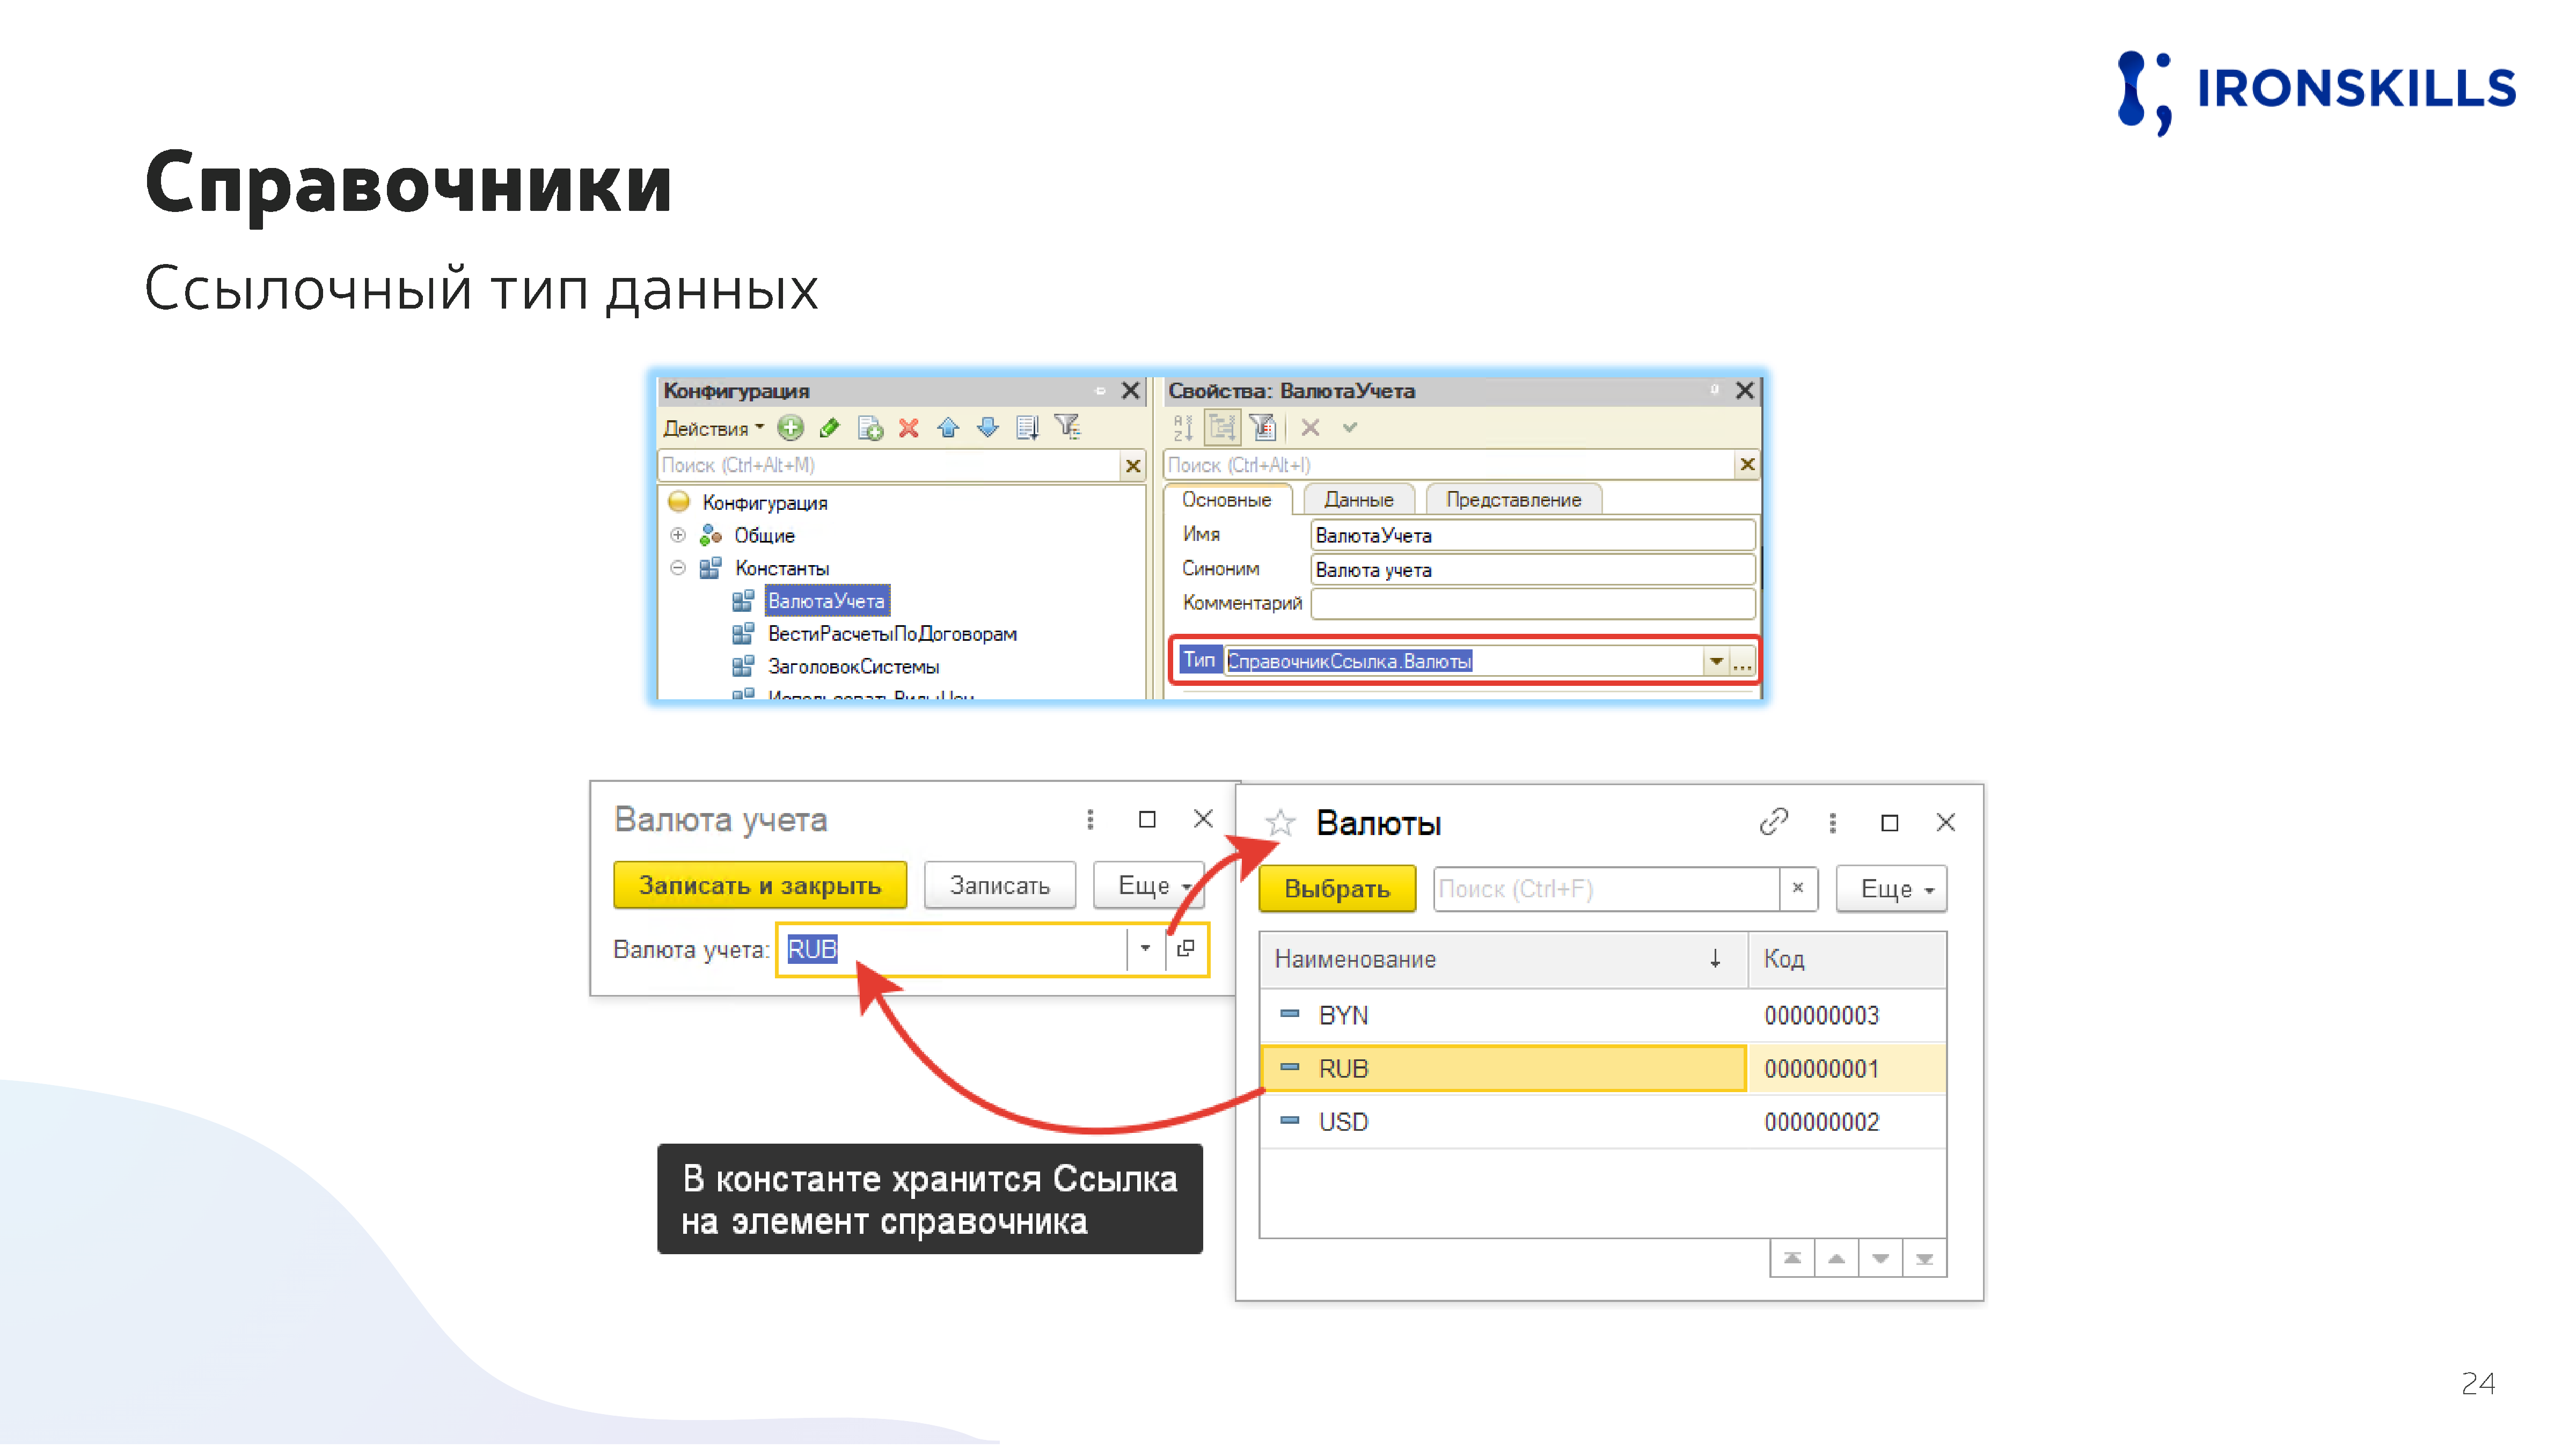 IRONSKILLS
Справочники
Ссылочный тип данных
Конфигурация
Действия
Поиск (Ctrl+Alt+M)
Конфигурация
Общие
Константы
ВалютаУчета
ВестиРасчетыПоДоговорам
ЗаголовокСистемы
Свойства: ВалютаУчета
Поиск (Ctrl+Alt+I)
Основные Данные Представление
Имя ВалютаУчета
Синоним Валюта учета
Комментарий
Тип СправочникСсылка.Валюты ...
Валюта учета
Записать и закрыть Записать Еще
Валюта учета: RUB
Валюты
Выбрать Поиск (Ctrl+F) × Еще
Наименование ↓ Код
BYN 000000003
RUB 000000001
USD 000000002
В константе хранится Ссылка
на элемент справочника
24